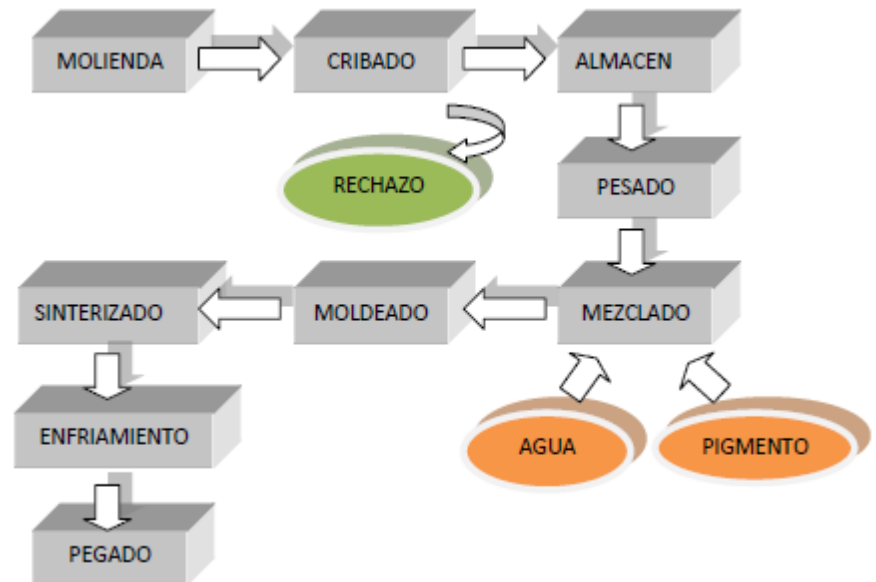 MOLIENDA
CRIBADO
ALMACEN
RECHAZO
PESADO
SINTERIZADO
MOLDEADO
MEZCLADO
ENFRIAMIENTO
AGUA
PIGMENTO
PEGADO